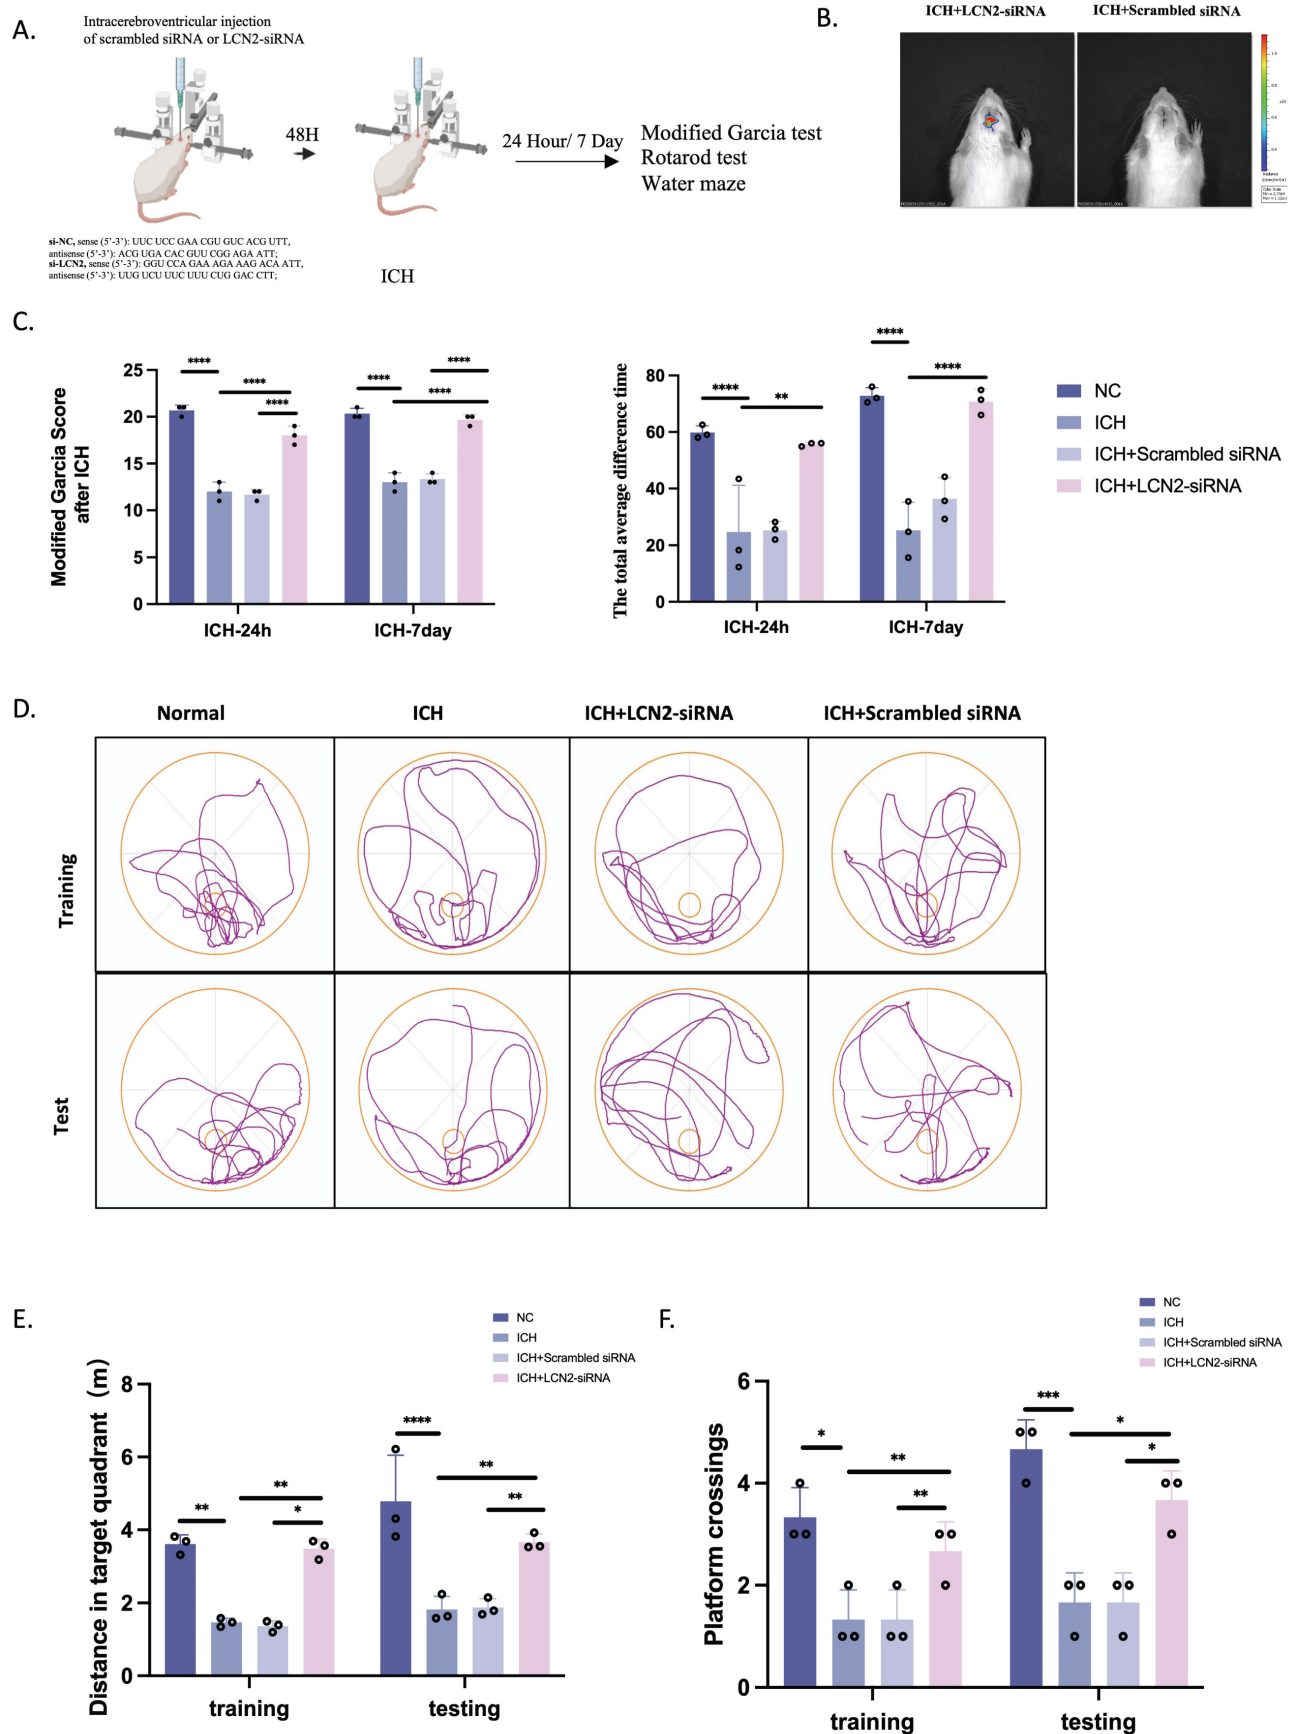 A.
Intracerebroventricular injection
of scrambled siRNA or LCN2-siRNA
48H
24 Hour/ 7 Day
Modified Garcia test
Rotarod test
Water maze
si-NC, sense (5'-3'): UUC UCC GAA CGU GUC ACG UTT,
antisense (5'-3'): ACG UGA CAC GUU CGG AGA ATT;
si-LCN2, sense (5'-3'): GGU CCA GAA AGA AAG ACA ATT,
antisense (5'-3'): UUG UCU UUC UUU CUG GAC CTT;
ICH
B.
ICH+LCN2-siRNA
ICH+Scrambled siRNA
C.
Modified Garcia Score
after ICH
25
20
15
10
5
0
****
****
****
****
****
****
ICH-24h
ICH-7day
The total average difference time
80
60
40
20
0
****
**
****
****
ICH-24h
ICH-7day
NC
ICH
ICH+Scrambled siRNA
ICH+LCN2-siRNA
D.
Normal
ICH
ICH+LCN2-siRNA
ICH+Scrambled siRNA
Training
Test
E.
NC
ICH
ICH+Scrambled siRNA
ICH+LCN2-siRNA
Distance in target quadrant (m)
8
6
4
2
0
**
**
*
****
**
**
training
testing
F.
NC
ICH
ICH+Scrambled siRNA
ICH+LCN2-siRNA
Platform crossings
6
4
2
0
*
**
**
***
*
*
training
testing